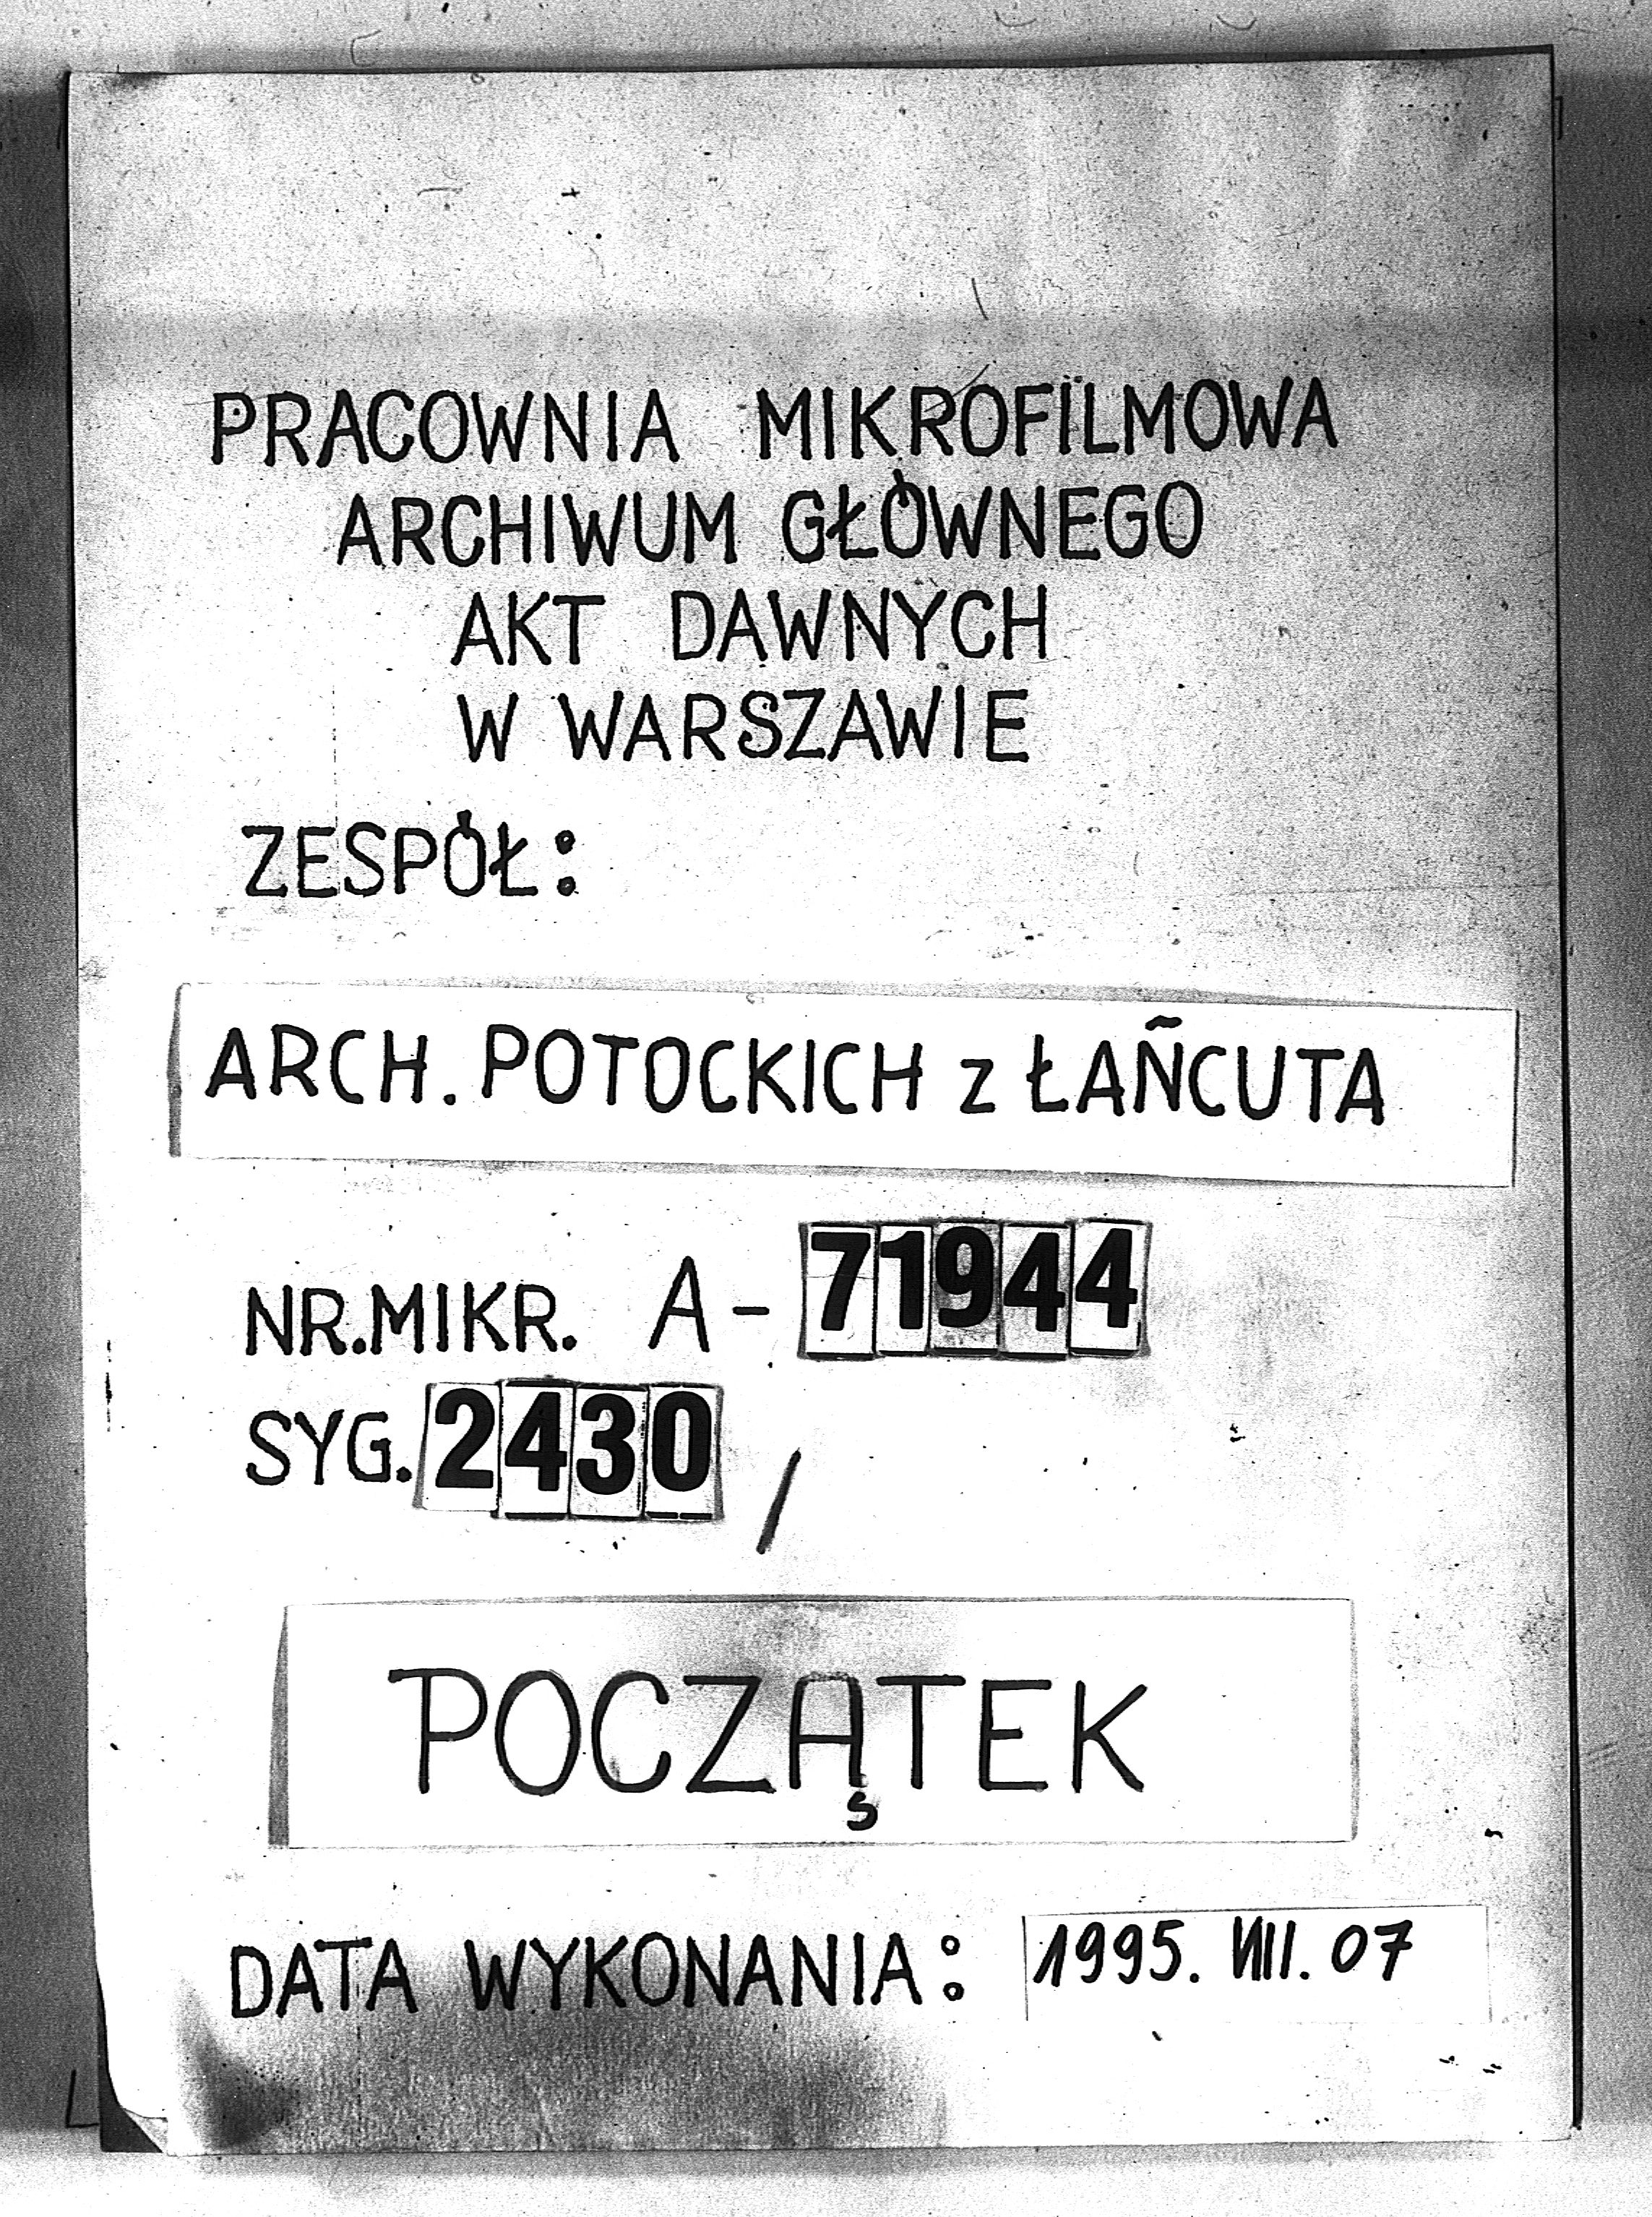 PRACOWNIA MIKROFILMOWA
ARCHIWUM GŁÓWNEGO
AKT DAWNYCH
W WARSZAWIE
ZESPÓŁ:
ARCH. POTOCKICH z ŁAŃCUTA
NR.MIKR. A-71944
SYG. 2430 /
POCZĄTEK
DATA WYKONANIA: 1995. VIII. 07